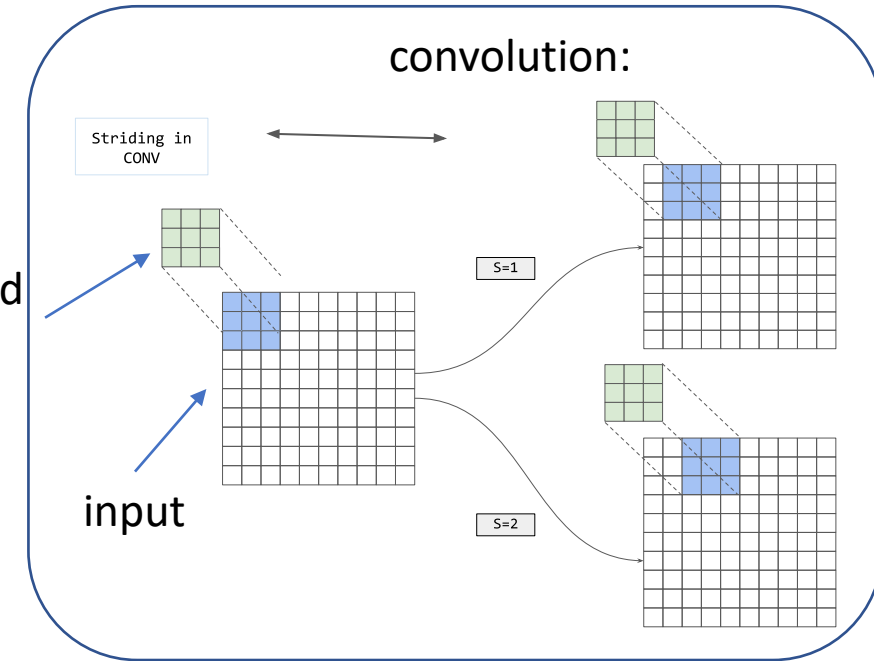 convolution:
Striding in
CONV
S=1
d
input
S=2